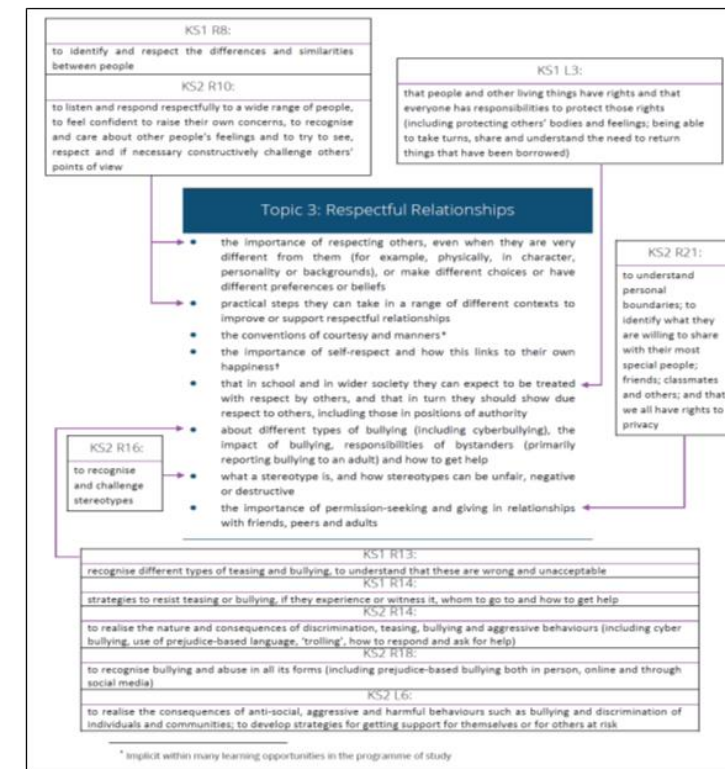 KS1 R8:
to identify and respect the differences and similarities
between people
KS2 R10:
to listen and respond respectfully to a wide range of people,
to feel confident to raise their own concerns, to recognise
and care about other people's feelings and to try to see,
respect and if necessary constructively challenge others'
points of view
KS1 L3:
that people and other living things have rights and that
everyone has responsibilities to protect those rights
(including protecting others' bodies and feelings; being able
to take turns, share and understand the need to return
things that have been borrowed)
Topic 3: Respectful Relationships
• the importance of respecting others, even when they are very
different from them (for example, physically, in character,
personality or backgrounds), or make different choices or have
different preferences or beliefs
• practical steps they can take in a range of different contexts to
improve or support respectful relationships
• the conventions of courtesy and manners*
• the importance of self-respect and how this links to their own
happiness†
• that in school and in wider society they can expect to be treated
with respect by others, and that in turn they should show due
respect to others, including those in positions of authority
• about different types of bullying (including cyberbullying), the
impact of bullying, responsibilities of bystanders (primarily
reporting bullying to an adult) and how to get help
• what a stereotype is, and how stereotypes can be unfair, negative
or destructive
• the importance of permission-seeking and giving in relationships
with friends, peers and adults
KS2 R21:
to understand
personal
boundaries; to
identify what they
are willing to share
with their most
special people;
friends; classmates
and others; and that
we all have rights to
privacy
KS2 R16:
to recognise
and challenge
stereotypes
KS1 R13:
recognise different types of teasing and bullying, to understand that these are wrong and unacceptable
KS1 R14:
strategies to resist teasing or bullying, if they experience or witness it, whom to go to and how to get help
KS2 R14:
to realise the nature and consequences of discrimination, teasing, bullying and aggressive behaviours (including cyber
bullying, use of prejudice-based language, 'trolling', how to respond and ask for help)
KS2 R18:
to recognise bullying and abuse in all its forms (including prejudice-based bullying both in person, online and through
social media)
KS2 L6:
to realise the consequences of anti-social, aggressive and harmful behaviours such as bullying and discrimination of
individuals and communities; to develop strategies for getting support for themselves or for others at risk
* Implicit within many learning opportunities in the programme of study